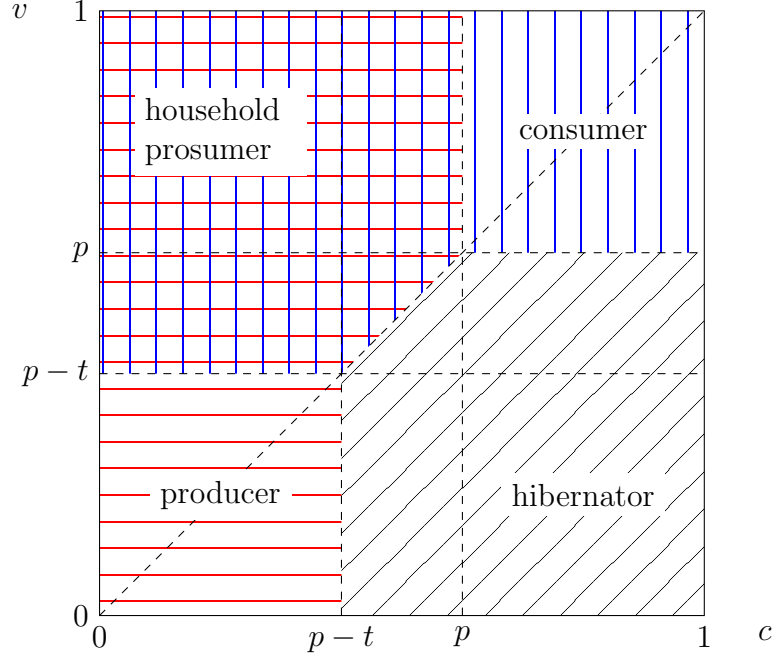 v
1
household
prosumer
consumer
p
p − t
producer
hibernator
0
0
p − t
p
1
c